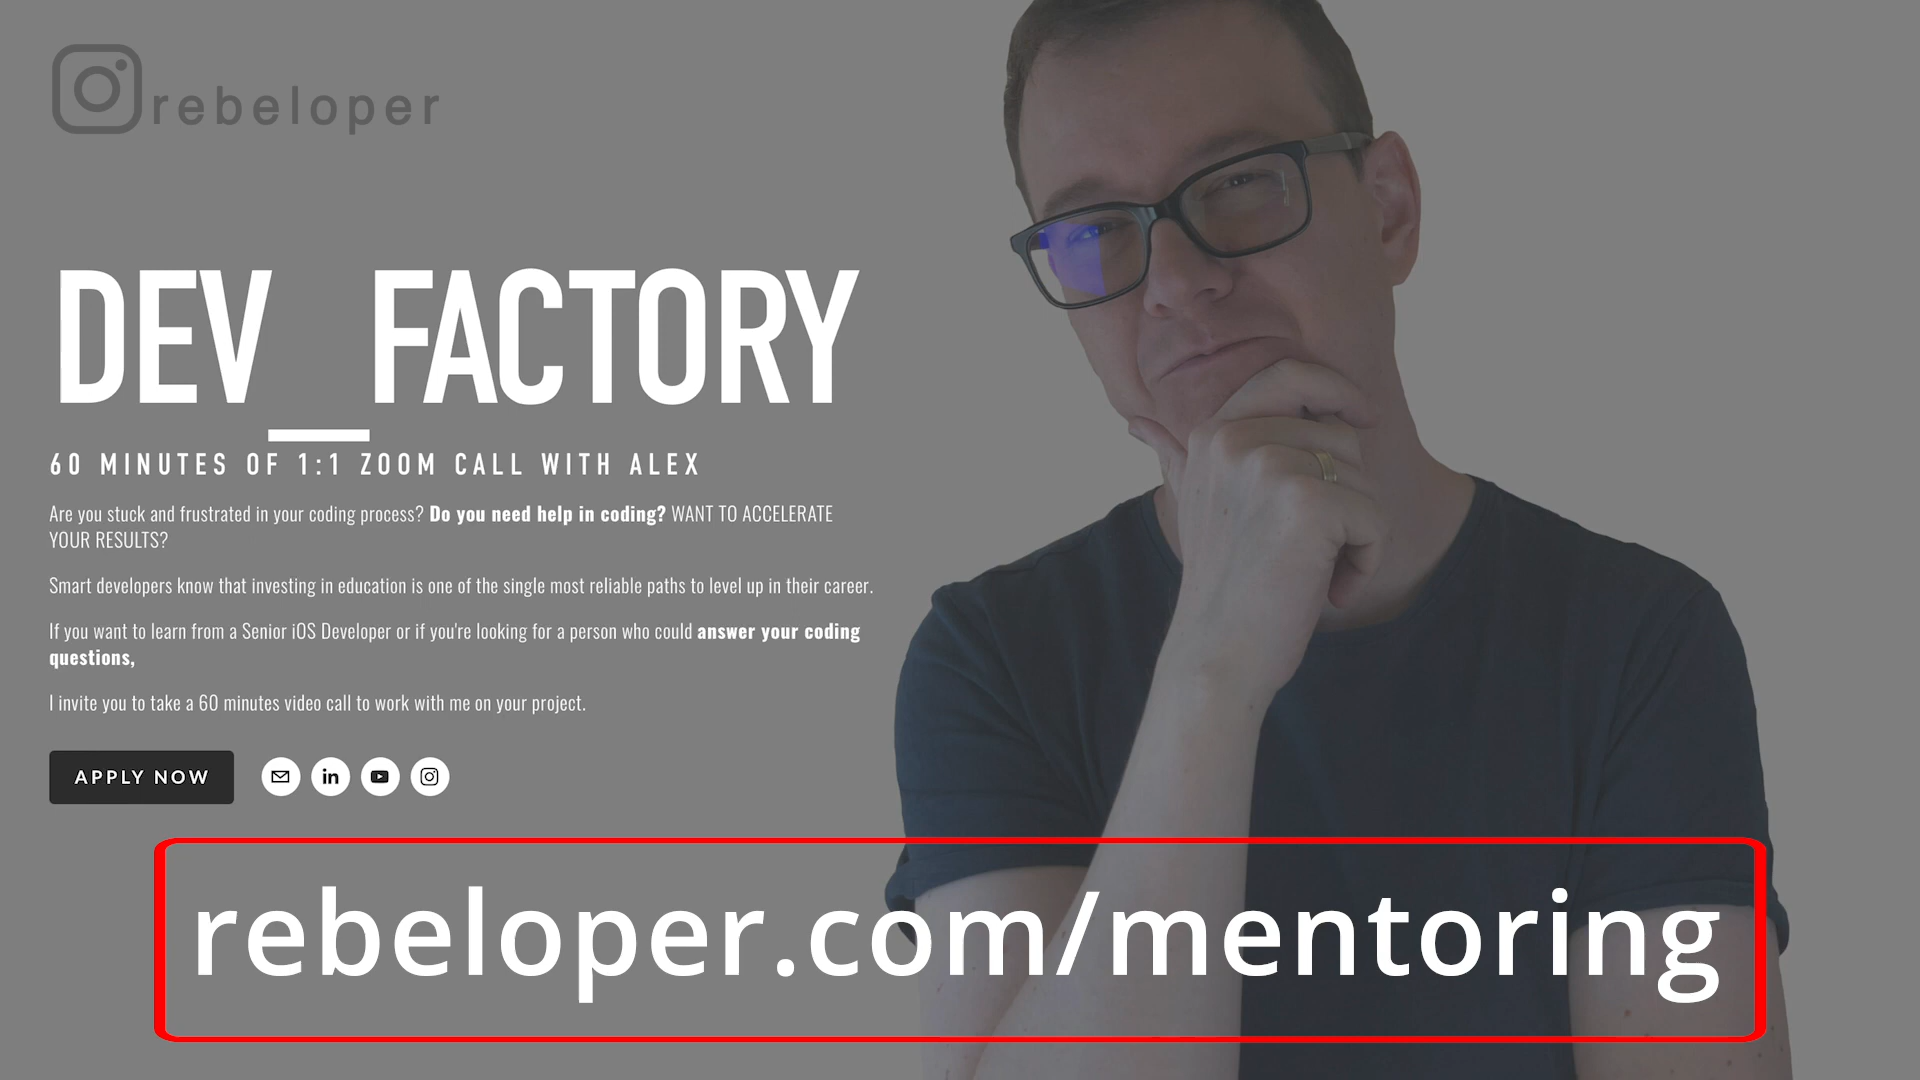 rebeloper
DEV_FACTORY
60 MINUTES OF 1:1 ZOOM CALL WITH ALEX
Are you stuck and frustrated in your coding process? Do you need help in coding? WANT TO ACCELERATE
YOUR RESULTS?
Smart developers know that investing in education is one of the single most reliable paths to level up in their career.
If you want to learn from a Senior iOS Developer or if you're looking for a person who could answer your coding
questions,
I invite you to take a 60 minutes video call to work with me on your project.
APPLY NOW in
rebeloper.com/mentoring